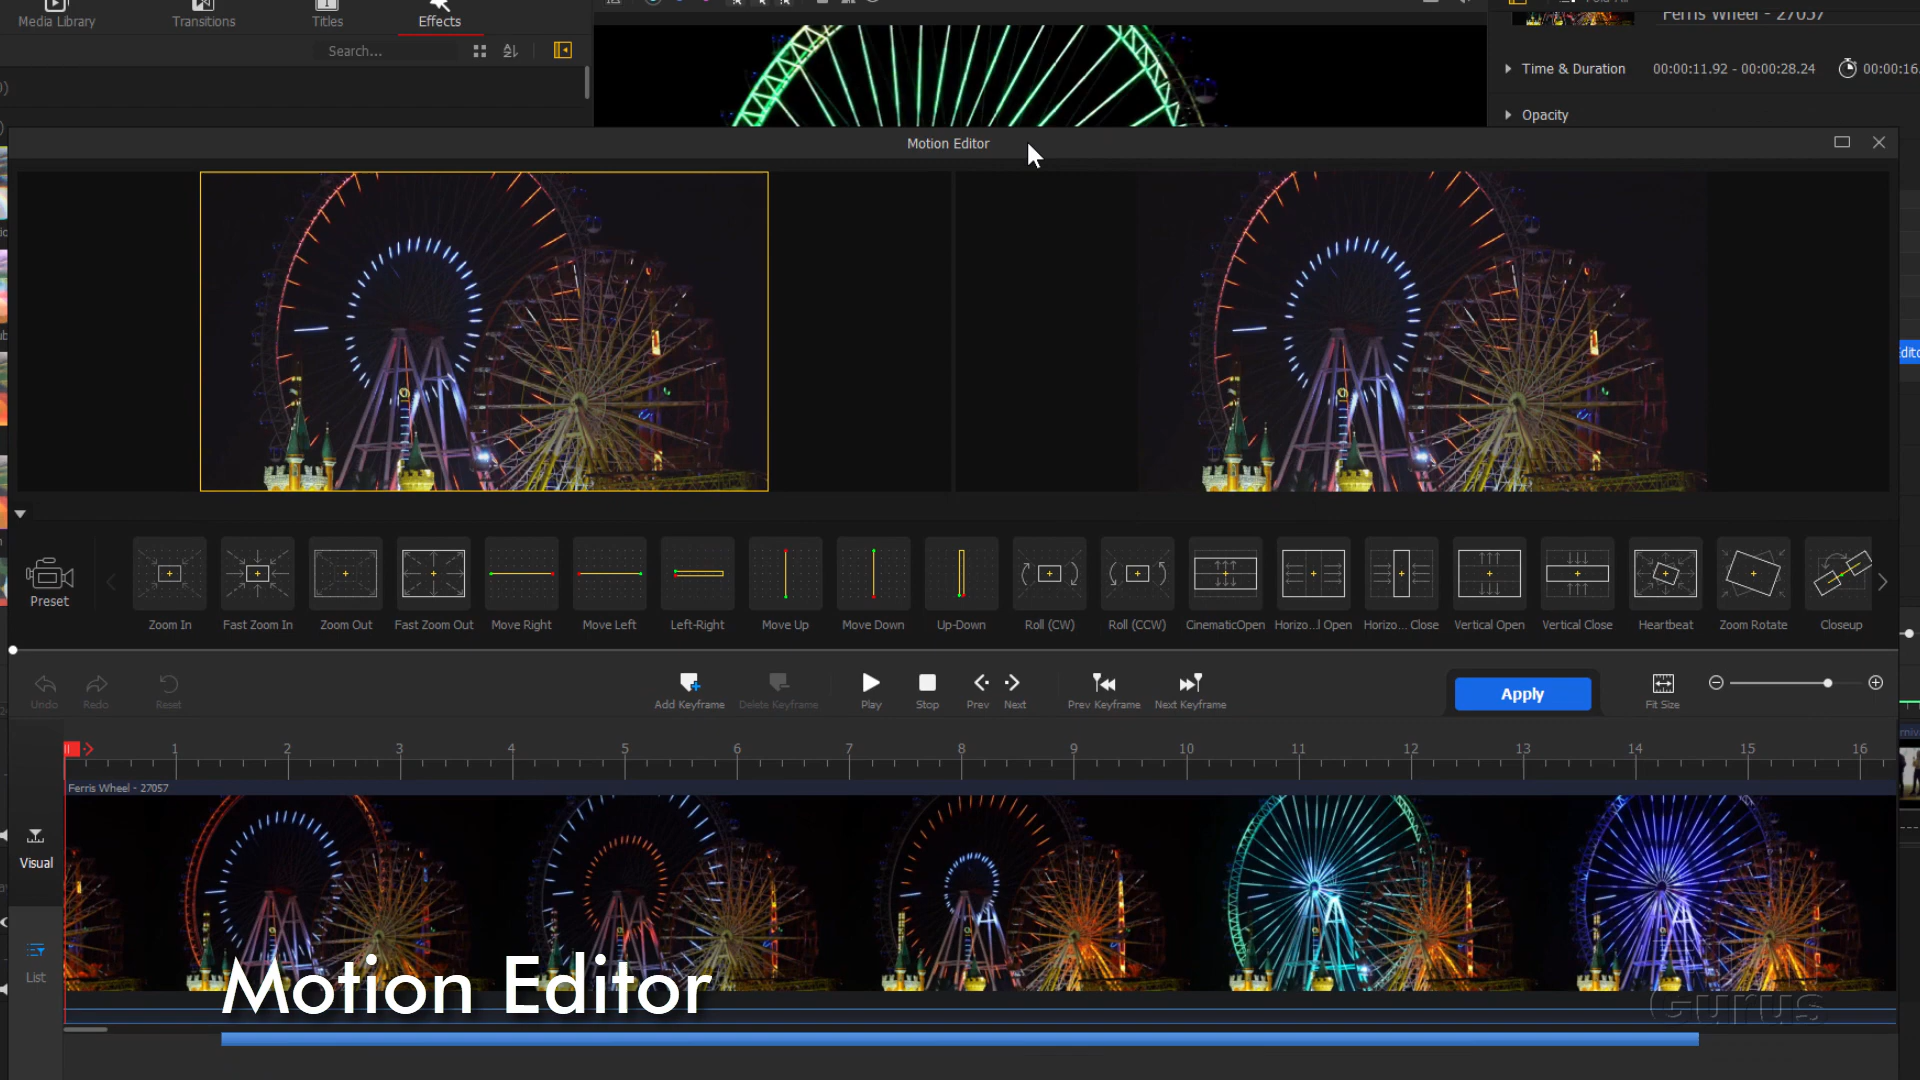 Media Library Transitions Titles Effects
Search...
Ferris Wheel - 27057
Time & Duration 00:00:11.92 - 00:00:28.24 00:00:16.
Opacity
Motion Editor
Preset
Zoom In Fast Zoom In Zoom Out Fast Zoom Out Move Right Move Left Left-Right Move Up Move Down Up-Down Roll (CW) Roll (CCW) CinematicOpen Horizo...l Open Horizo... Close Vertical Open Vertical Close Heartbeat Zoom Rotate Closeup
Undo Redo Reset Add Keyframe Delete Keyframe Play Stop Prev Next Prev Keyframe Next Keyframe Apply Fit Size
1 2 3 4 5 6 7 8 9 10 11 12 13 14 15 16
Ferris Wheel - 27057
Visual
List
Motion Editor
Gurus